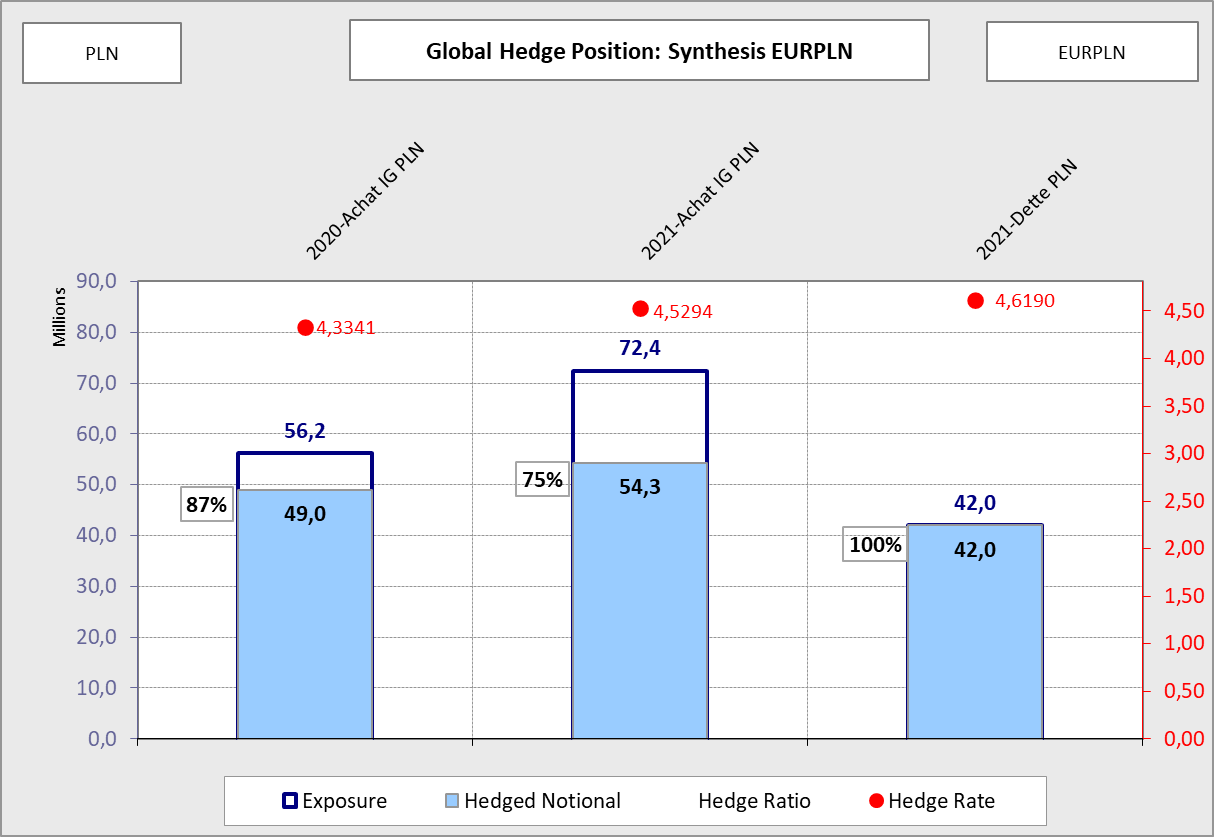 PLN
Global Hedge Position: Synthesis EURPLN
EURPLN
2020-Achat IG PLN
2021-Achat IG PLN
2021-Dette PLN
Millions
90,0
80,0
70,0
60,0
50,0
40,0
30,0
20,0
10,0
0,0
4,3341
4,5294
4,6190
56,2
72,4
42,0
87%
75%
100%
49,0
54,3
42,0
4,50
4,00
3,50
3,00
2,50
2,00
1,50
1,00
0,50
0,00
Exposure
Hedged Notional
Hedge Ratio
Hedge Rate